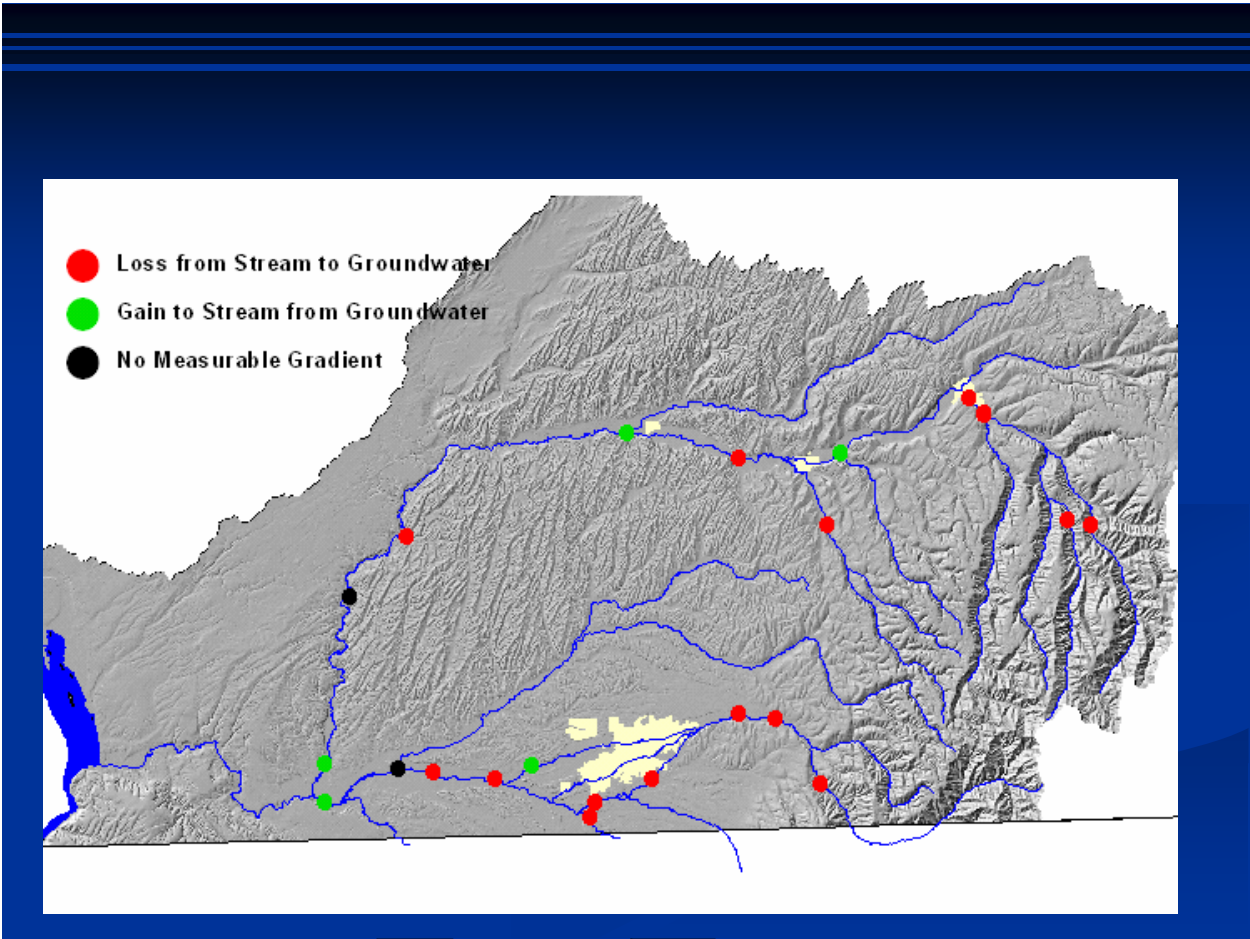 Loss from Stream to Groundwater
Gain to Stream from Groundwater
No Measurable Gradient